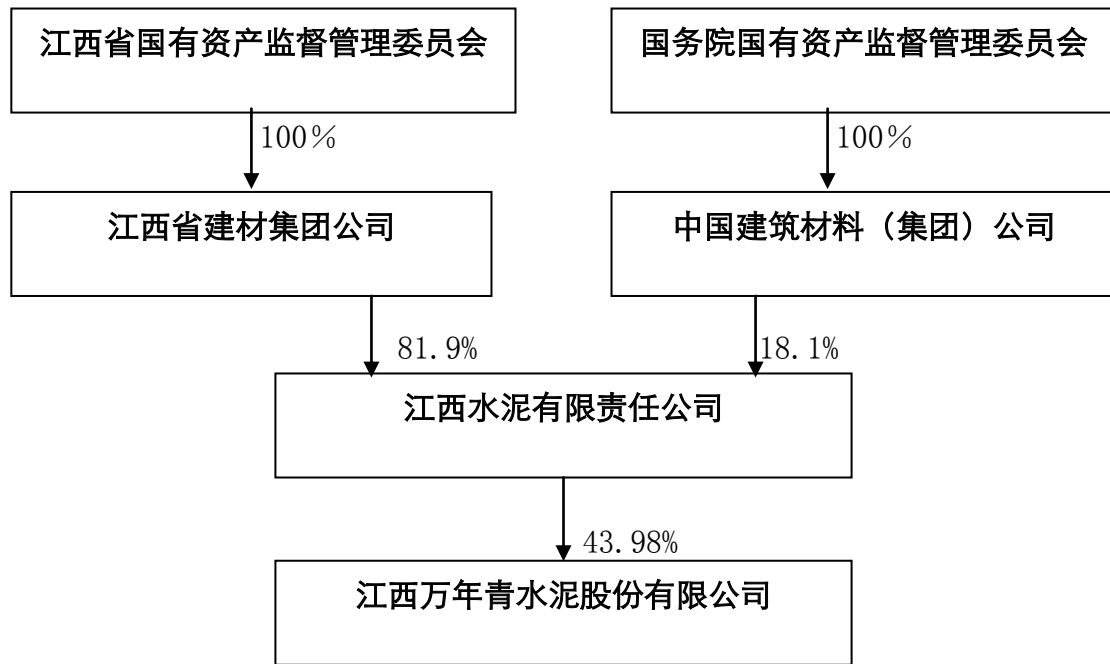 江西省国有资产监督管理委员会
国务院国有资产监督管理委员会
100％
100％
江西省建材集团公司
中国建筑材料（集团）公司
81.9%
18.1%
江西水泥有限责任公司
43.98%
江西万年青水泥股份有限公司